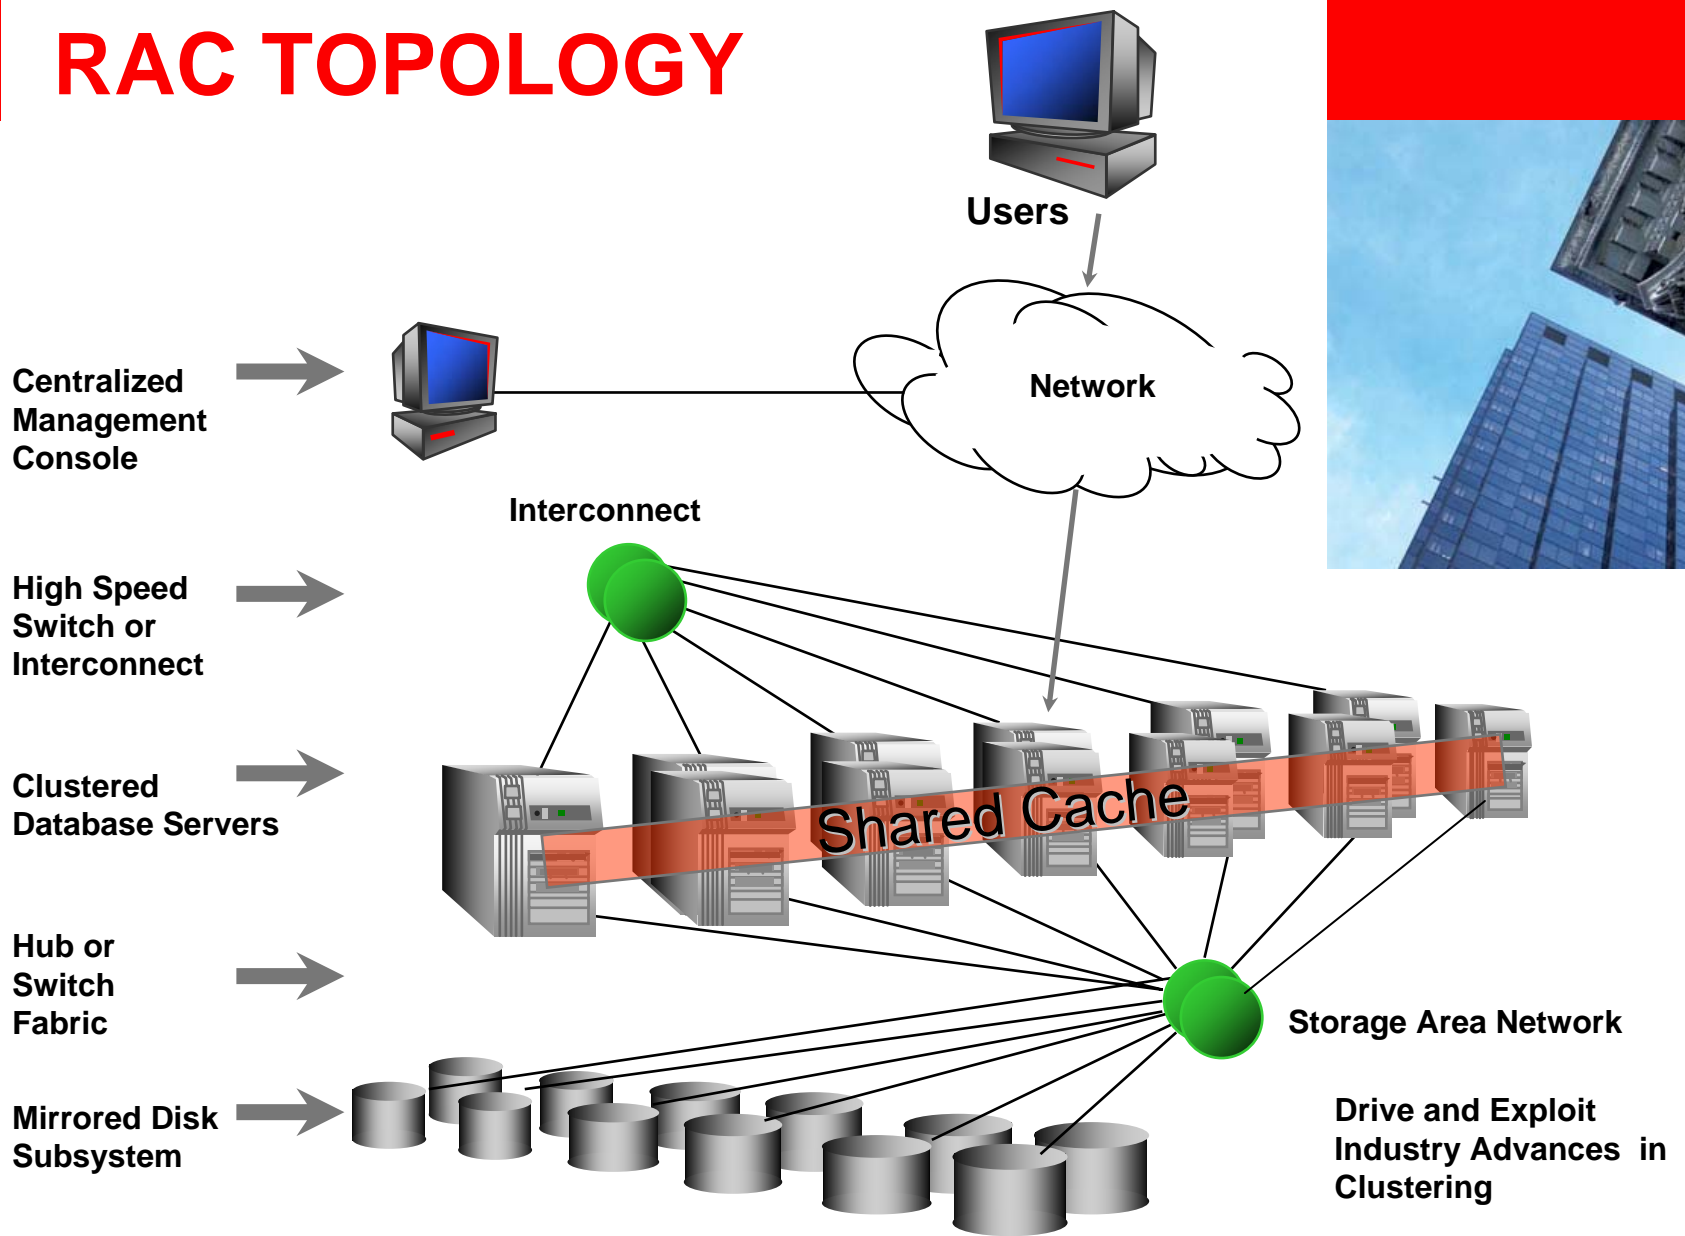 RAC TOPOLOGY
Users
Network
Centralized
Management
Console
Interconnect
High Speed
Switch or
Interconnect
Clustered
Database Servers
Shared Cache
Hub or
Switch
Fabric
Storage Area Network
Mirrored Disk
Subsystem
Drive and Exploit
Industry Advances in
Clustering